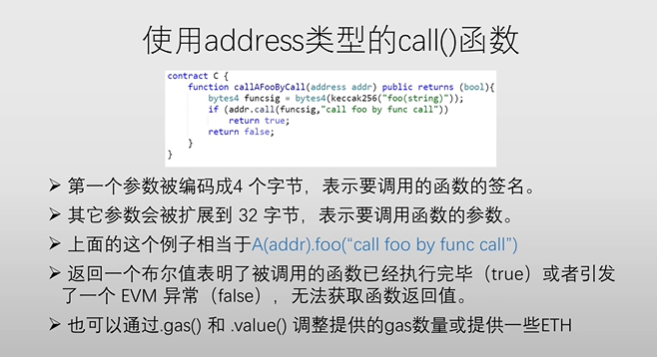 使用address类型的call()函数
contract C {
function callAFooByCall(address addr) public returns (bool){
bytes4 funcsig = bytes4(keccak256("foo(string)"));
if (addr.call(funcsig,"call foo by func call"))
return true;
return false;
}
}
➢ 第一个参数被编码成4 个字节，表示要调用的函数的签名。
➢ 其它参数会被扩展到 32 字节，表示要调用函数的参数。
➢ 上面的这个例子相当于A(addr).foo(“call foo by func call”)
➢ 返回一个布尔值表明了被调用的函数已经执行完毕（true）或者引发
了一个 EVM 异常（false），无法获取函数返回值。
➢ 也可以通过.gas() 和 .value() 调整提供的gas数量或提供一些ETH